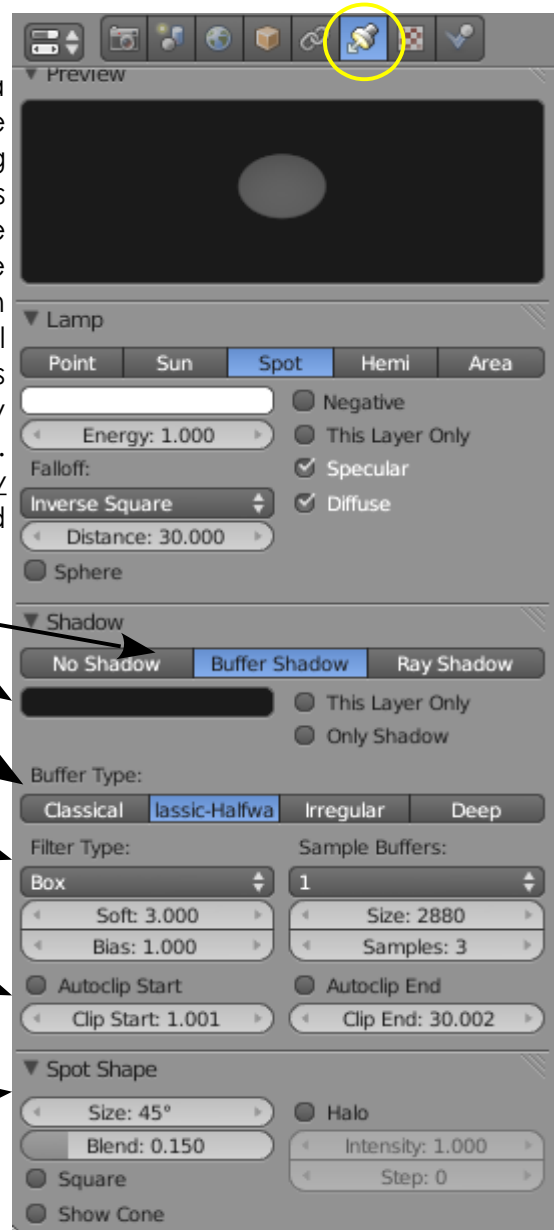 Preview
Lamp
Point Sun Spot Hemi Area
Negative
Energy: 1.000 This Layer Only
Falloff: Specular
Inverse Square Diffuse
Distance: 30.000
Sphere
Shadow
No Shadow Buffer Shadow Ray Shadow
This Layer Only
Only Shadow
Buffer Type:
Classical lassic-Halfwa Irregular Deep
Filter Type: Sample Buffers:
Box 1
Soft: 3.000 Size: 2880
Bias: 1.000 Samples: 3
Autoclip Start Autoclip End
Clip Start: 1.001 Clip End: 30.002
Spot Shape
Size: 45° Halo
Blend: 0.150 Intensity: 1.000
Square Step: 0
Show Cone